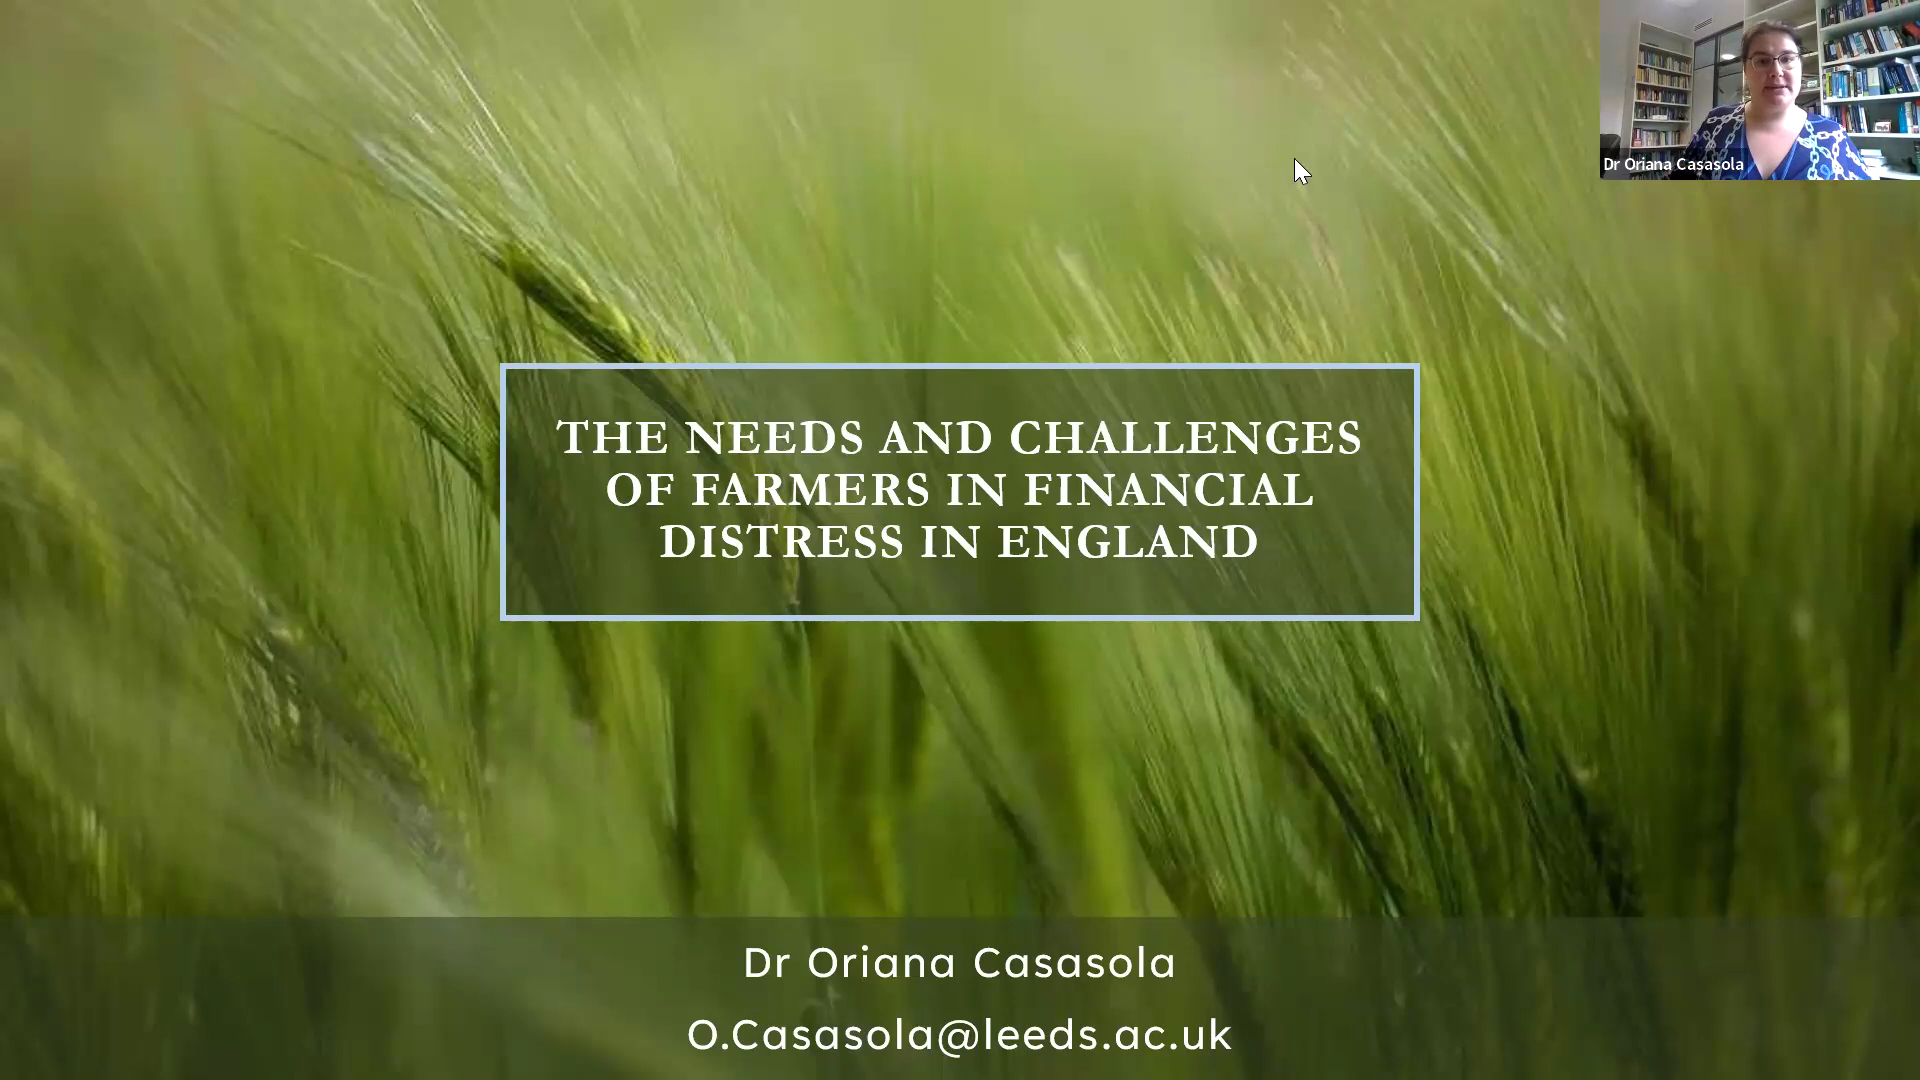 Dr Oriana Casasola
THE NEEDS AND CHALLENGES
OF FARMERS IN FINANCIAL
DISTRESS IN ENGLAND
Dr Oriana Casasola
O.Casasola@leeds.ac.uk